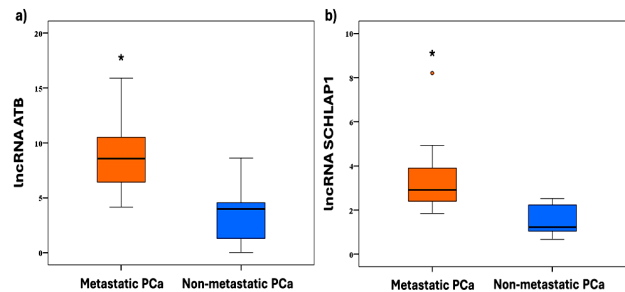 a)
lncRNA ATB
20
15
10
5
0
*
Metastatic PCa Non-metastatic PCa
b)
lncRNA SCHLAP1
10
8
6
4
2
0
*
Metastatic PCa Non-metastatic PCa